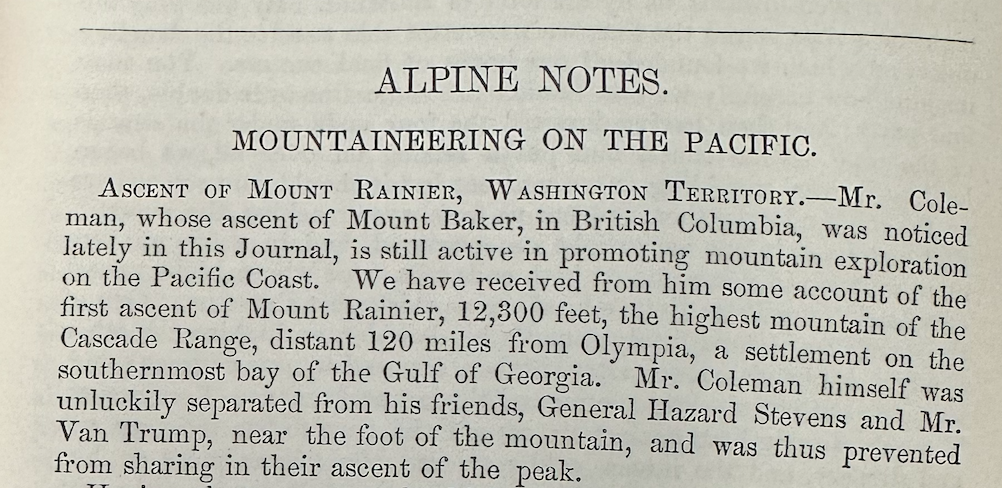 ALPINE NOTES.
MOUNTAINEERING ON THE PACIFIC.
ASCENT OF MOUNT RAINIER, WASHINGTON TERRITORY.—Mr. Cole-
man, whose ascent of Mount Baker, in British Columbia, was noticed
lately in this Journal, is still active in promoting mountain exploration
on the Pacific Coast. We have received from him some account of the
first ascent of Mount Rainier, 12,300 feet, the highest mountain of the
Cascade Range, distant 120 miles from Olympia, a settlement on the
southernmost bay of the Gulf of Georgia. Mr. Coleman himself was
unluckily separated from his friends, General Hazard Stevens and Mr.
Van Trump, near the foot of the mountain, and was thus prevented
from sharing in their ascent of the peak.